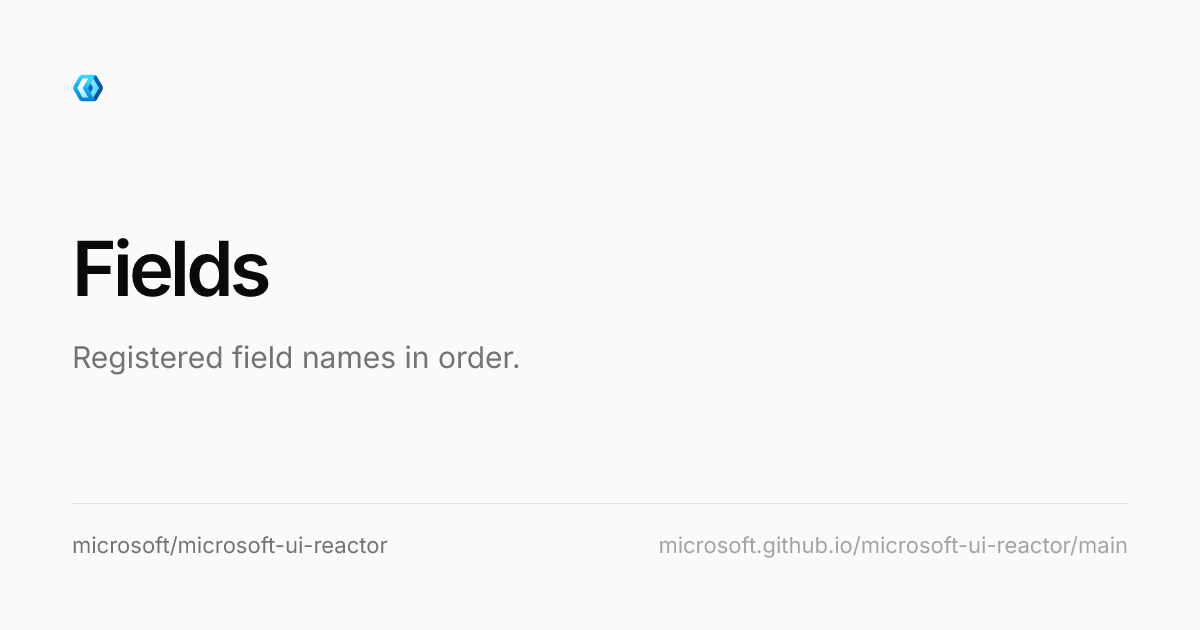 Fields
Registered field names in order.
microsoft/microsoft-ui-reactor
microsoft.github.io/microsoft-ui-reactor/main